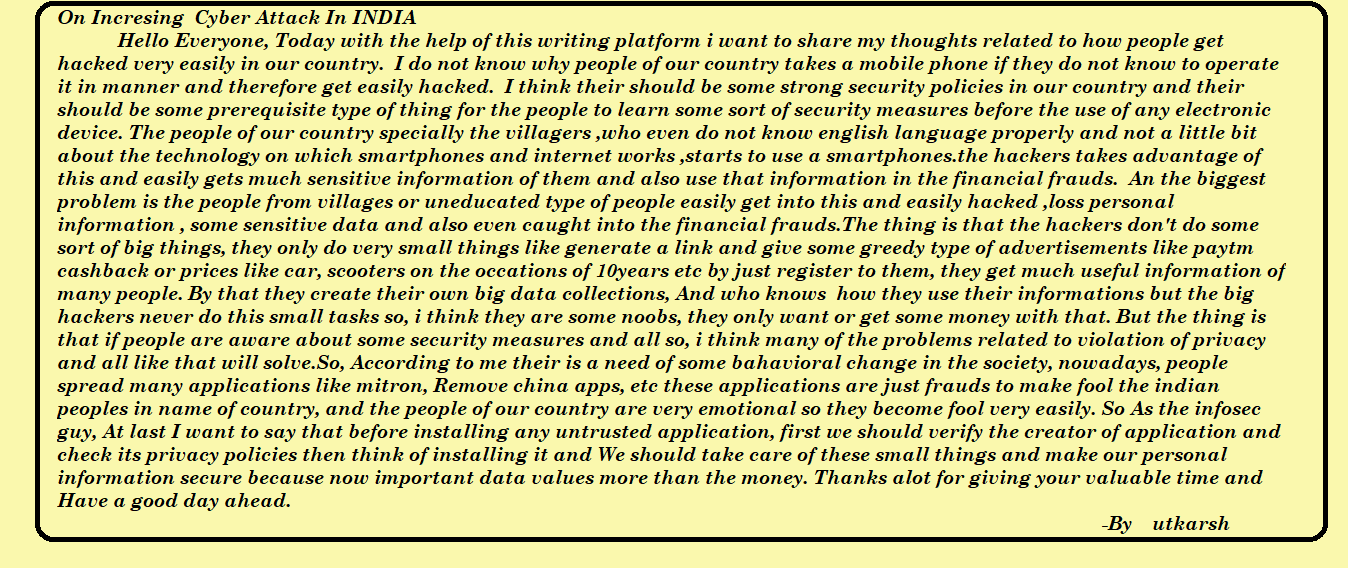 On Incresing Cyber Attack In INDIA
Hello Everyone, Today with the help of this writing platform i want to share my thoughts related to how people get
hacked very easily in our country. I do not know why people of our country takes a mobile phone if they do not know to operate
it in manner and therefore get easily hacked. I think their should be some strong security policies in our country and their
should be some prerequisite type of thing for the people to learn some sort of security measures before the use of any electronic
device. The people of our country specially the villagers ,who even do not know english language properly and not a little bit
about the technology on which smartphones and internet works ,starts to use a smartphones.the hackers takes advantage of
this and easily gets much sensitive information of them and also use that information in the financial frauds. An the biggest
problem is the people from villages or uneducated type of people easily get into this and easily hacked ,loss personal
information , some sensitive data and also even caught into the financial frauds.The thing is that the hackers don't do some
sort of big things, they only do very small things like generate a link and give some greedy type of advertisements like paytm
cashback or prices like car, scooters on the occations of 10years etc by just register to them, they get much useful information of
many people. By that they create their own big data collections, And who knows how they use their informations but the big
hackers never do this small tasks so, i think they are some noobs, they only want or get some money with that. But the thing is
that if people are aware about some security measures and all so, i think many of the problems related to violation of privacy
and all like that will solve.So, According to me their is a need of some bahavioral change in the society, nowadays, people
spread many applications like mitron, Remove china apps, etc these applications are just frauds to make fool the indian
peoples in name of country, and the people of our country are very emotional so they become fool very easily. So As the infosec
guy, At last I want to say that before installing any untrusted application, first we should verify the creator of application and
check its privacy policies then think of installing it and We should take care of these small things and make our personal
information secure because now important data values more than the money. Thanks alot for giving your valuable time and
Have a good day ahead.
-By utkarsh